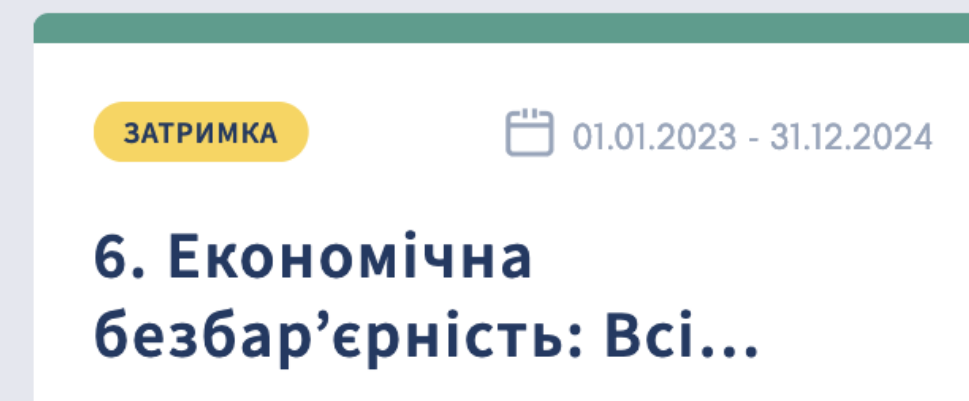 ЗАТРИМКА
01.01.2023 - 31.12.2024
6. Економічна
безбар’єрність: Всі...